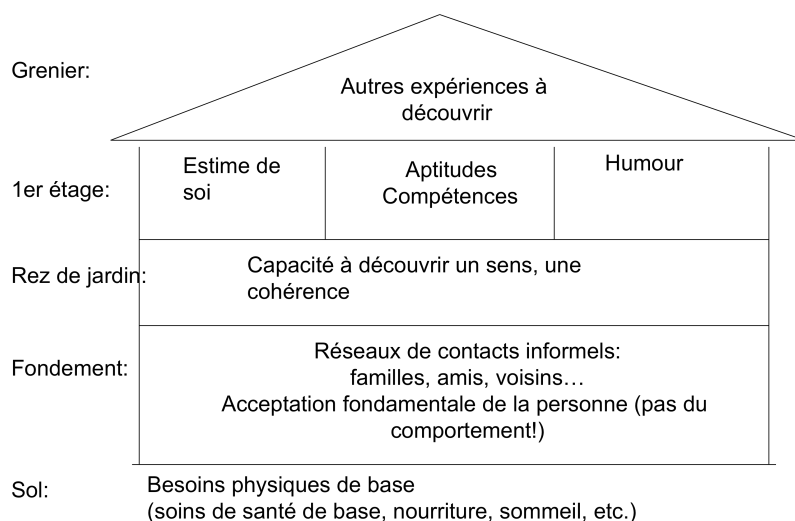 Grenier:
Autres expériences à
découvrir
1er étage:
Estime de
soi
Aptitudes
Compétences
Humour
Rez de jardin:
Capacité à découvrir un sens, une
cohérence
Fondement:
Réseaux de contacts informels:
familles, amis, voisins…
Acceptation fondamentale de la personne (pas du
comportement!)
Sol:
Besoins physiques de base
(soins de santé de base, nourriture, sommeil, etc.)